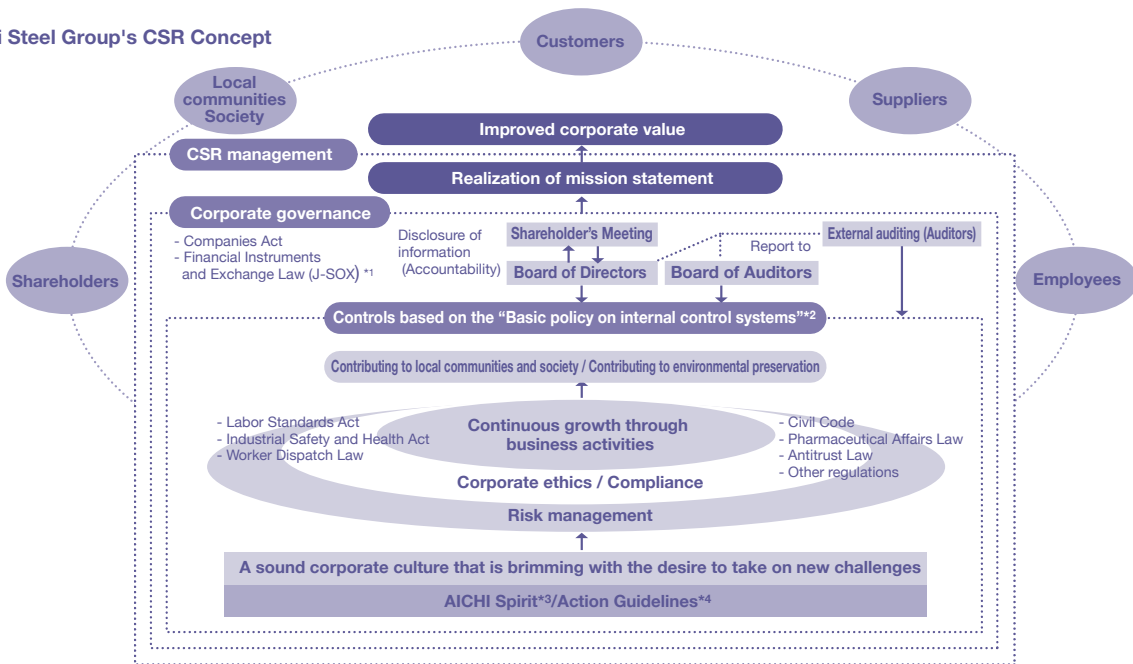 i Steel Group's CSR Concept
Customers
Local
communities
Society
Suppliers
Improved corporate value
CSR management
Realization of mission statement
Corporate governance
- Companies Act
- Financial Instruments
and Exchange Law (J-SOX) *1
Disclosure of
information
(Accountability)
Shareholder's Meeting
Board of Directors
Report to
Board of Auditors
External auditing (Auditors)
Shareholders
Employees
Controls based on the “Basic policy on internal control systems”*2
Contributing to local communities and society / Contributing to environmental preservation
- Labor Standards Act
- Industrial Safety and Health Act
- Worker Dispatch Law
Continuous growth through
business activities
- Civil Code
- Pharmaceutical Affairs Law
- Antitrust Law
- Other regulations
Corporate ethics / Compliance
Risk management
A sound corporate culture that is brimming with the desire to take on new challenges
AICHI Spirit*3/Action Guidelines*4